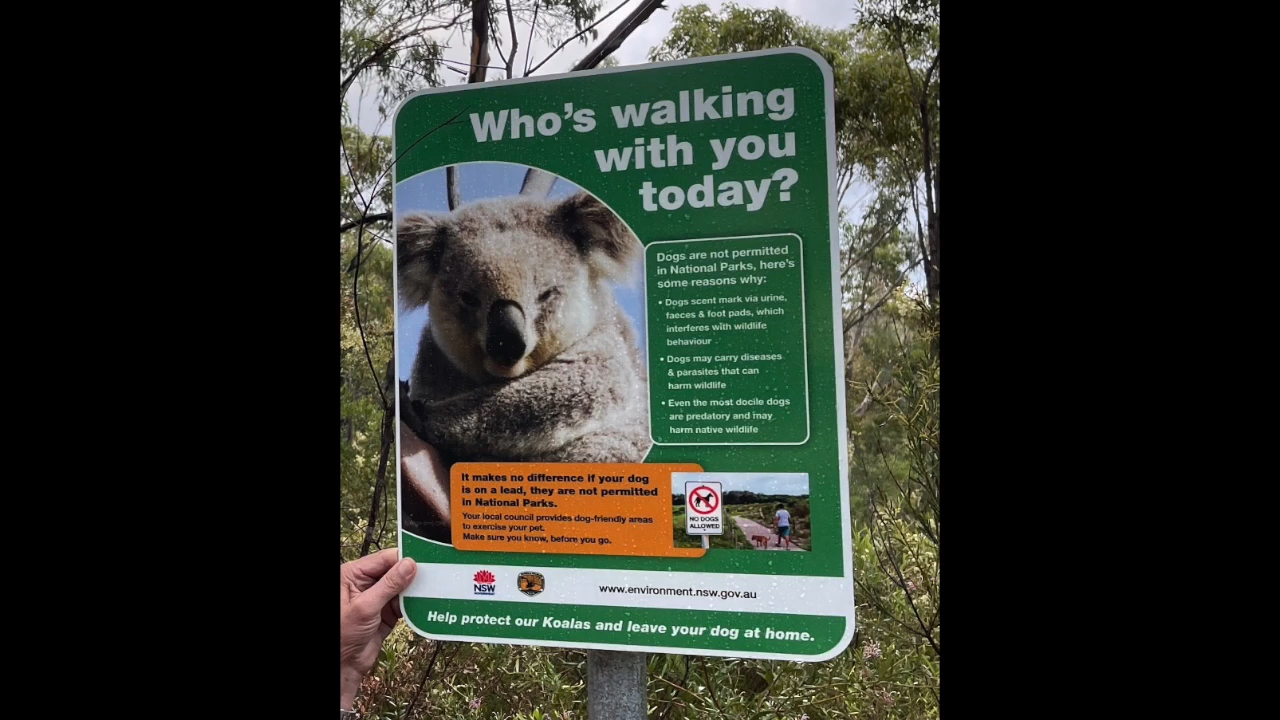 Who's walking
with you
today?
Dogs are not permitted
in National Parks, here's
some reasons why:
• Dogs scent mark via urine,
faeces & foot pads, which
interferes with wildlife
behaviour
• Dogs may carry diseases
& parasites that can
harm wildlife
• Even the most docile dogs
are predatory and may
harm native wildlife
It makes no difference if your dog
is on a lead, they are not permitted
in National Parks.
Your local council provides dog-friendly areas
to exercise your pet.
Make sure you know, before you go.
NO DOGS
ALLOWED
NSW
GOVERNMENT
www.environment.nsw.gov.au
Help protect our Koalas and leave your dog at home.